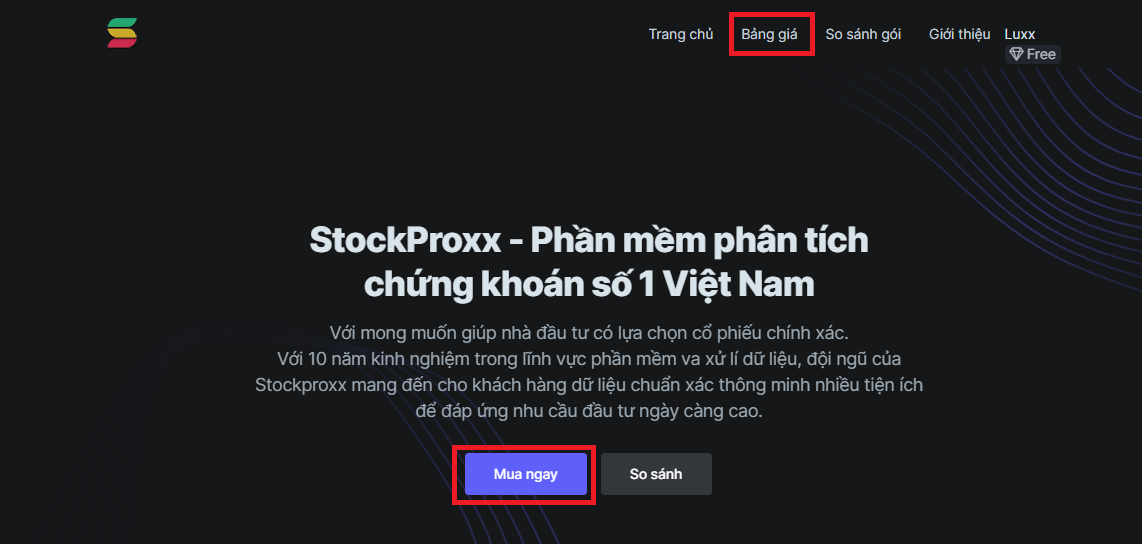 Trang chủ Bảng giá So sánh gói Giới thiệu Luxx
Free
StockProxx - Phần mềm phân tích
chứng khoán số 1 Việt Nam
Với mong muốn giúp nhà đầu tư có lựa chọn cổ phiếu chính xác.
Với 10 năm kinh nghiệm trong lĩnh vực phần mềm va xử lí dữ liệu, đội ngũ của
Stockproxx mang đến cho khách hàng dữ liệu chuẩn xác thông minh nhiều tiện ích
để đáp ứng nhu cầu đầu tư ngày càng cao.
Mua ngay So sánh